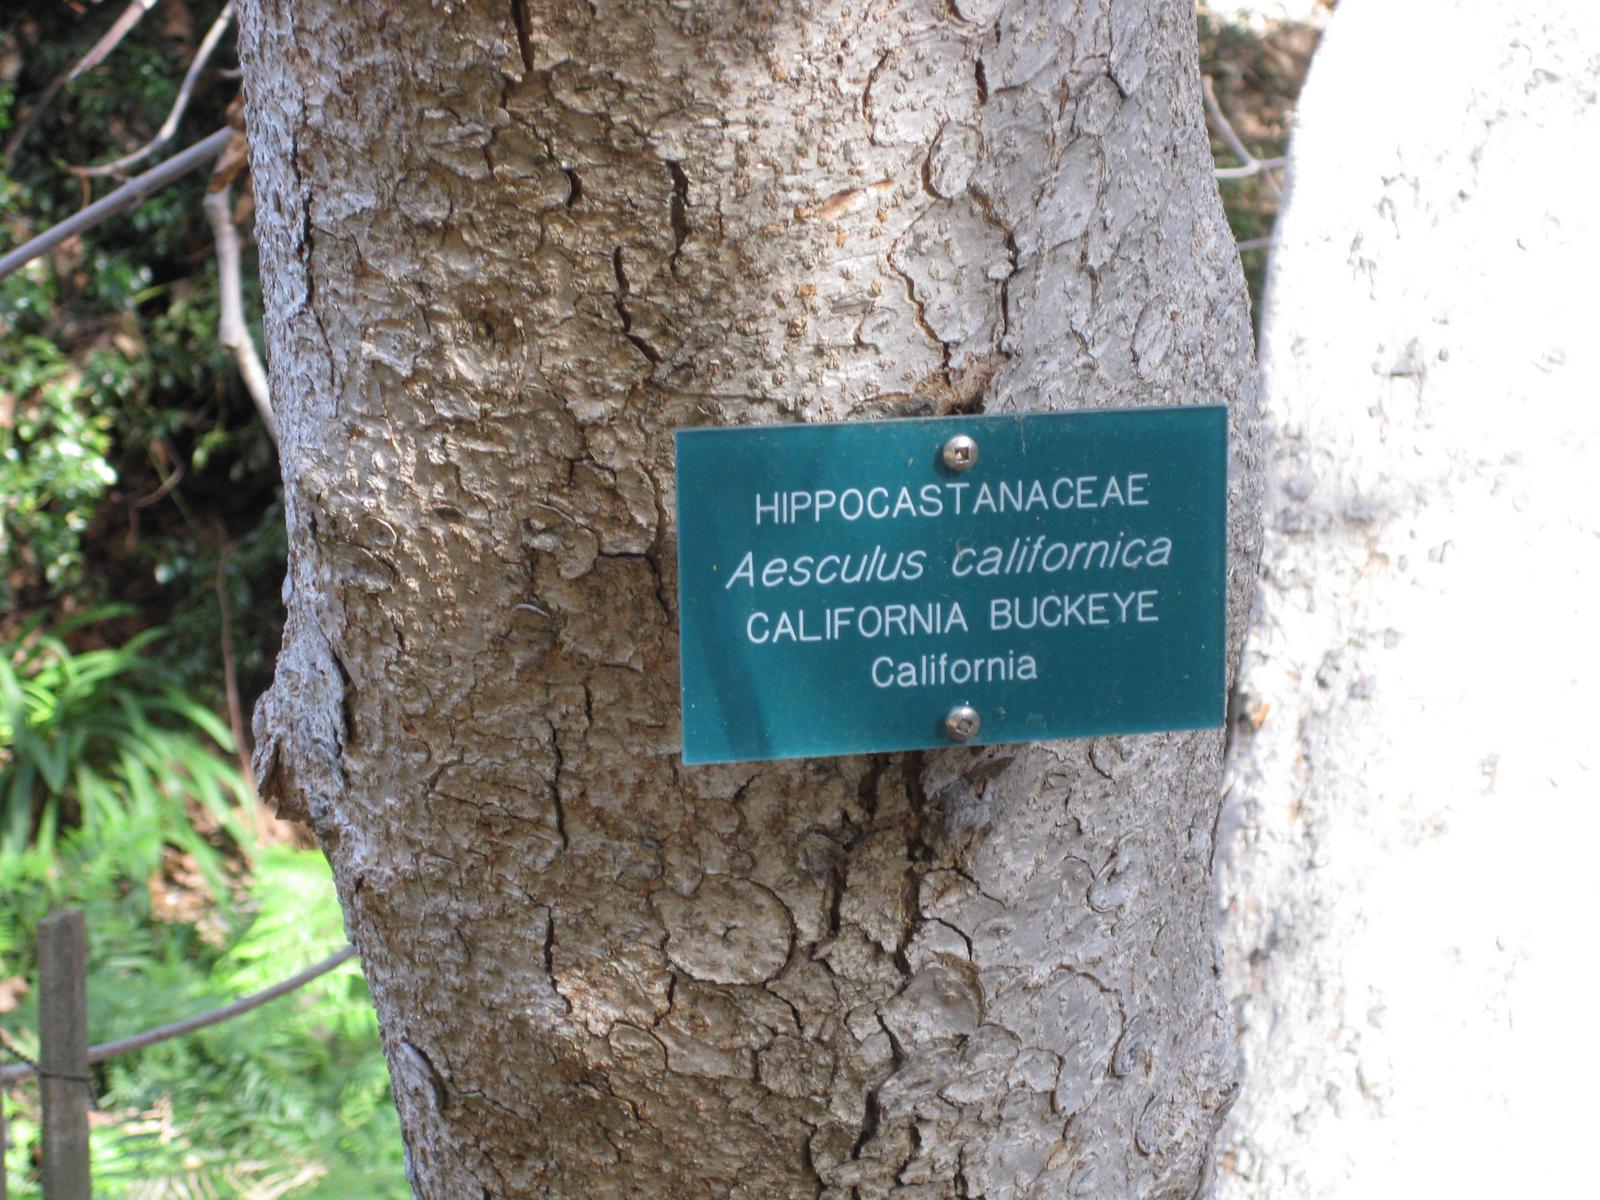 HIPPOCASTANACEAE
Aesculus californica
CALIFORNIA BUCKEYE
California